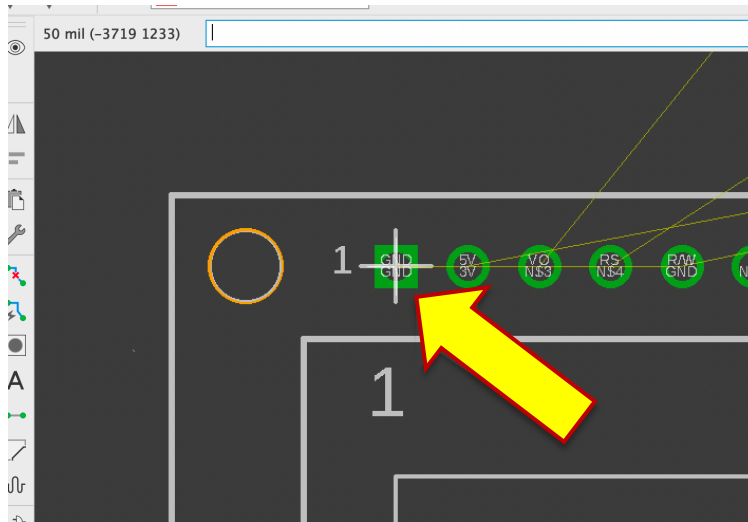 50 mil (-3719 1233)
1
GND
GND
5V
3V
VO
N$3
RS
N$4
R/W
GND
N
1
A